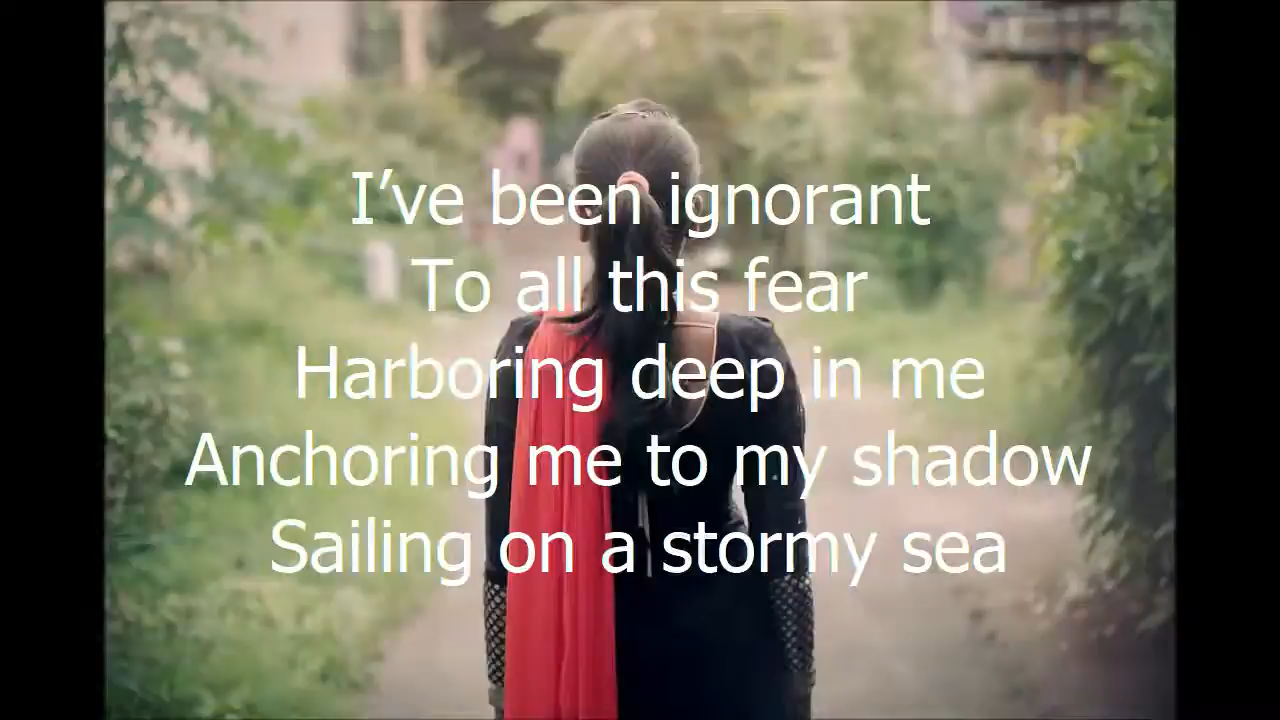 I’ve been ignorant
To all this fear
Harboring deep in me
Anchoring me to my shadow
Sailing on a stormy sea